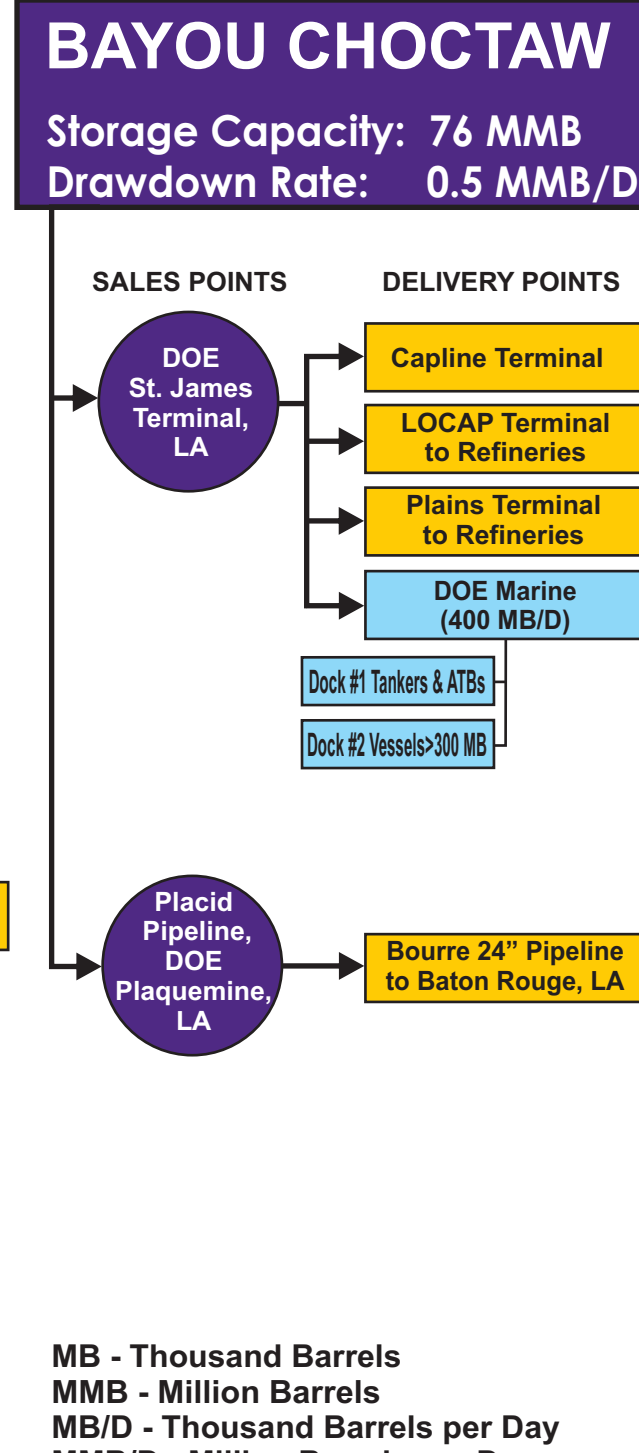 BAYOU CHOCTAW
Storage Capacity: 76 MMB
Drawdown Rate: 0.5 MMB/D
SALES POINTS
DELIVERY POINTS
DOE
St. James
Terminal,
LA
Capline Terminal
LOCAP Terminal
to Refineries
Plains Terminal
to Refineries
DOE Marine
(400 MB/D)
Dock #1 Tankers & ATBs
Dock #2 Vessels>300 MB
Placid
Pipeline,
DOE
Plaquemine,
LA
Bourre 24” Pipeline
to Baton Rouge, LA
MB - Thousand Barrels
MMB - Million Barrels
MB/D - Thousand Barrels per Day